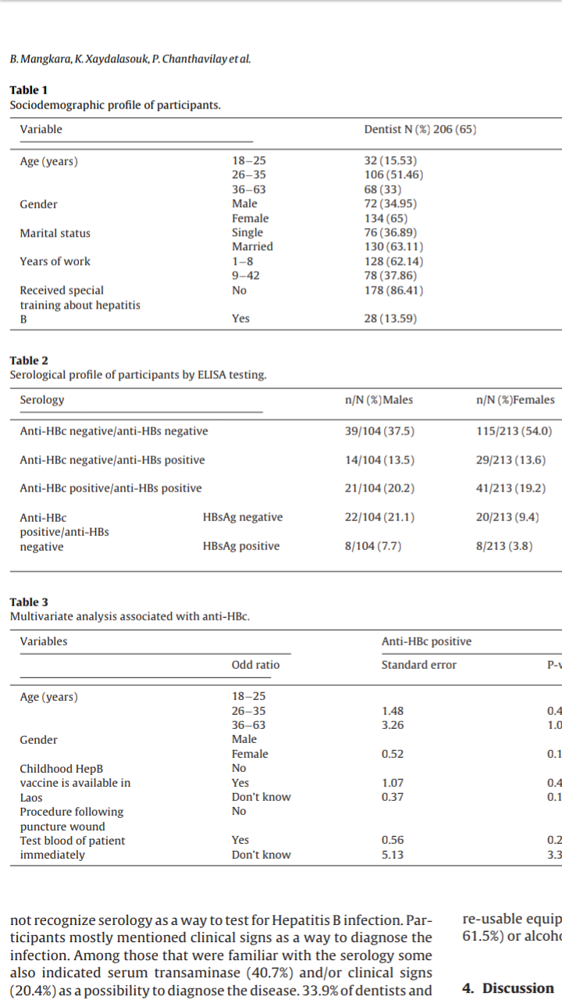 B. Mangkara, K. Xaydalasouk, P. Chanthavilay et al.
Table 1
Sociodemographic profile of participants.
Variable Dentist N (%) 206 (65)
Age (years) 18–25 32 (15.53)
26–35 106 (51.46)
36–63 68 (33)
Gender Male 72 (34.95)
Female 134 (65)
Marital status Single 76 (36.89)
Married 130 (63.11)
Years of work 1–8 128 (62.14)
9–42 78 (37.86)
Received special No 178 (86.41)
training about hepatitis
B Yes 28 (13.59)
Table 2
Serological profile of participants by ELISA testing.
Serology n/N (%)Males n/N (%)Females
Anti-HBc negative/anti-HBs negative 39/104 (37.5) 115/213 (54.0)
Anti-HBc negative/anti-HBs positive 14/104 (13.5) 29/213 (13.6)
Anti-HBc positive/anti-HBs positive 21/104 (20.2) 41/213 (19.2)
Anti-HBc HBsAg negative 22/104 (21.1) 20/213 (9.4)
positive/anti-HBs
negative HBsAg positive 8/104 (7.7) 8/213 (3.8)
Table 3
Multivariate analysis associated with anti-HBc.
Variables Anti-HBc positive
Odd ratio Standard error P-v
Age (years) 18–25
26–35 1.48 0.4
36–63 3.26 1.0
Gender Male
Female 0.52 0.1
Childhood HepB No
vaccine is available in Yes 1.07 0.4
Laos Don't know 0.37 0.1
Procedure following No
puncture wound
Test blood of patient Yes 0.56 0.2
immediately Don't know 5.13 3.3
not recognize serology as a way to test for Hepatitis B infection. Par-
ticipants mostly mentioned clinical signs as a way to diagnose the
infection. Among those that were familiar with the serology some
also indicated serum transaminase (40.7%) and/or clinical signs
(20.4%) as a possibility to diagnose the disease. 33.9% of dentists and
re-usable equip
61.5%) or alcoho
4. Discussion